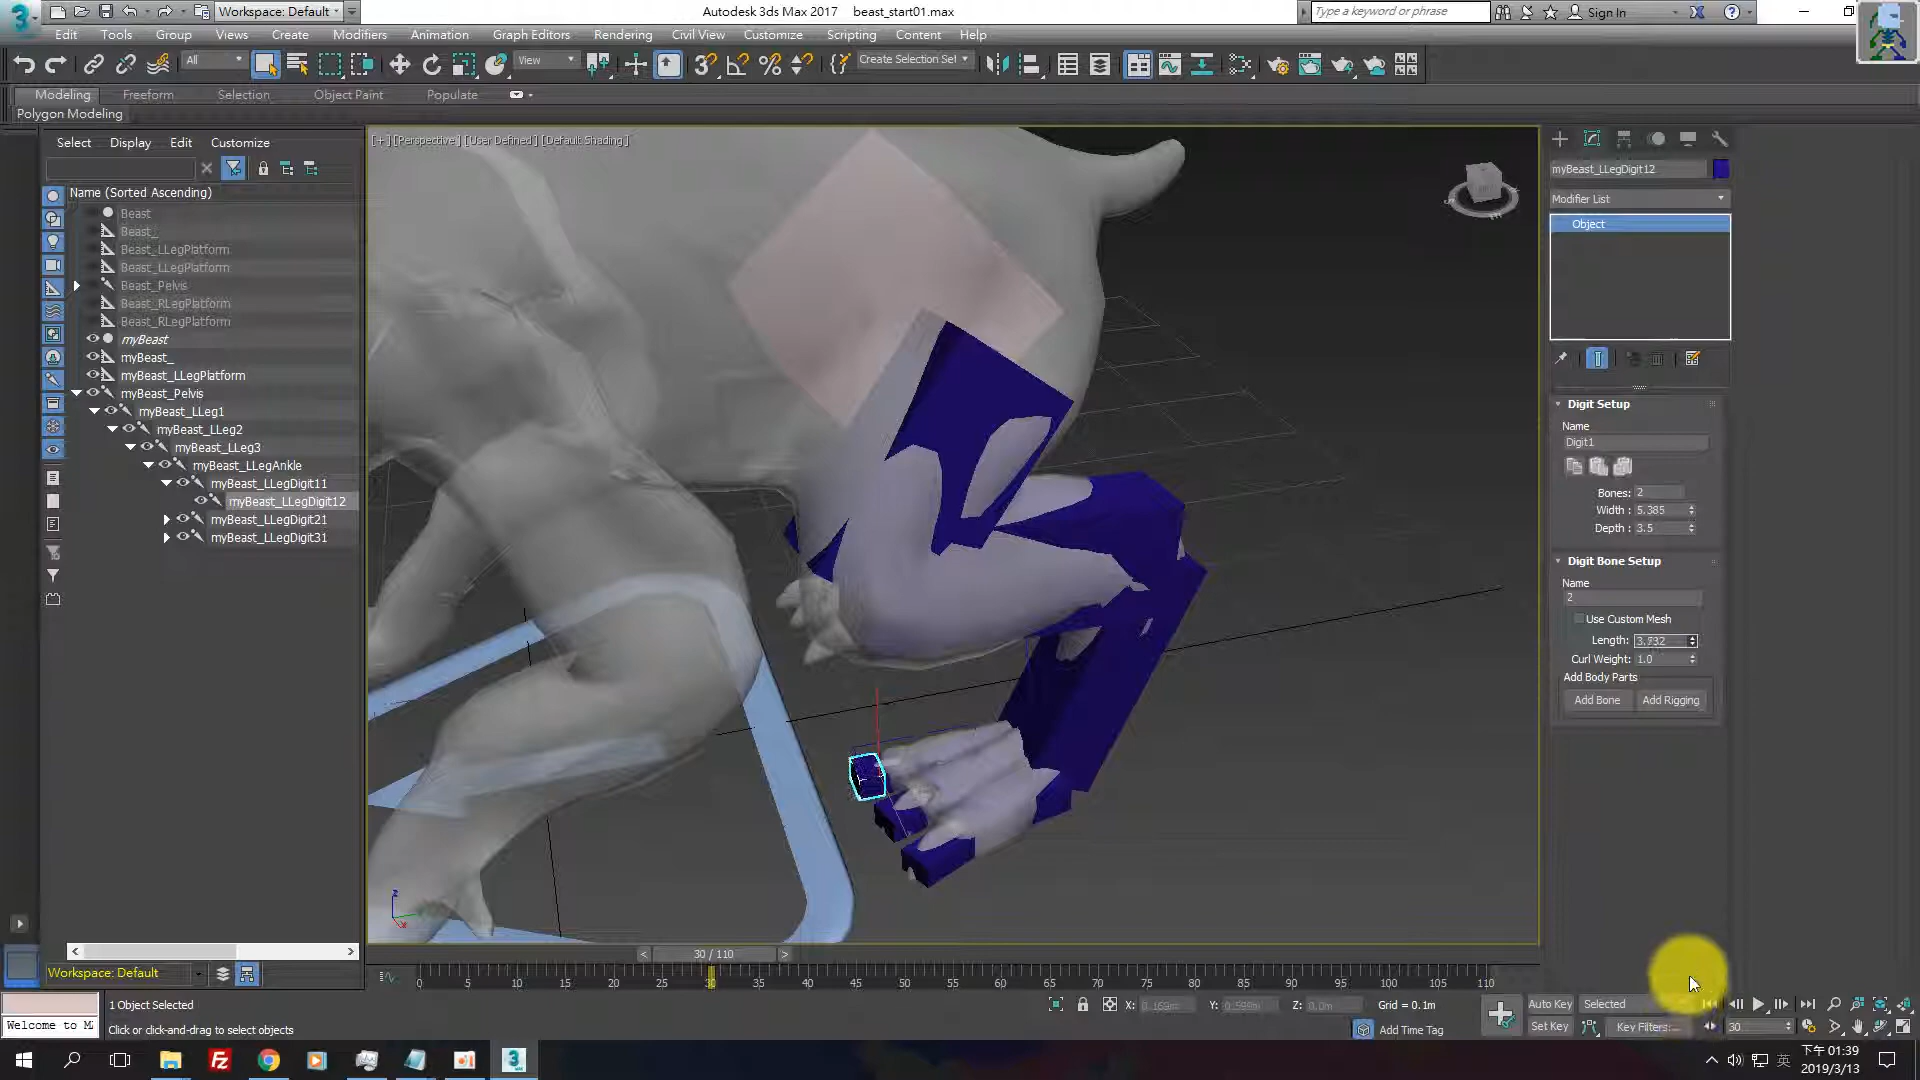 Workspace: Default
Autodesk 3ds Max 2017 beast_start01.max
Type a keyword or phrase
Sign In
Edit Tools Group Views Create Modifiers Animation Graph Editors Rendering Civil View Customize Scripting Content Help
All
View
Create Selection Set
Modeling Freeform Selection Object Paint Populate
Polygon Modeling
Select Display Edit Customize
Name (Sorted Ascending)
Beast
Beast_
Beast_LLegPlatform
Beast_LLegPlatform
Beast_Pelvis
Beast_RLegPlatform
Beast_RLegPlatform
myBeast
myBeast_
myBeast_LLegPlatform
myBeast_Pelvis
myBeast_LLeg1
myBeast_LLeg2
myBeast_LLeg3
myBeast_LLegAnkle
myBeast_LLegDigit11
myBeast_LLegDigit12
myBeast_LLegDigit21
myBeast_LLegDigit31
[+] [Perspective] [User Defined] [Default Shading]
myBeast_LLegDigit12
Modifier List
Object
Digit Setup
Name
Digit1
Bones: 2
Width : 5.385
Depth : 3.5
Digit Bone Setup
Name
2
Use Custom Mesh
Length: 3.732
Curl Weight: 1.0
Add Body Parts
Add Bone Add Rigging
Workspace: Default
< 30 / 110 >
0 5 10 15 20 25 30 35 40 45 50 55 60 65 70 75 80 85 90 95 100 105 110
1 Object Selected
Welcome to M
Click or click-and-drag to select objects
X: 0.169m Y: 0.599m Z: 0.0m Grid = 0.1m
Add Time Tag
Auto Key Selected
Set Key Key Filters...
30
英
下午 01:39
2019/3/13